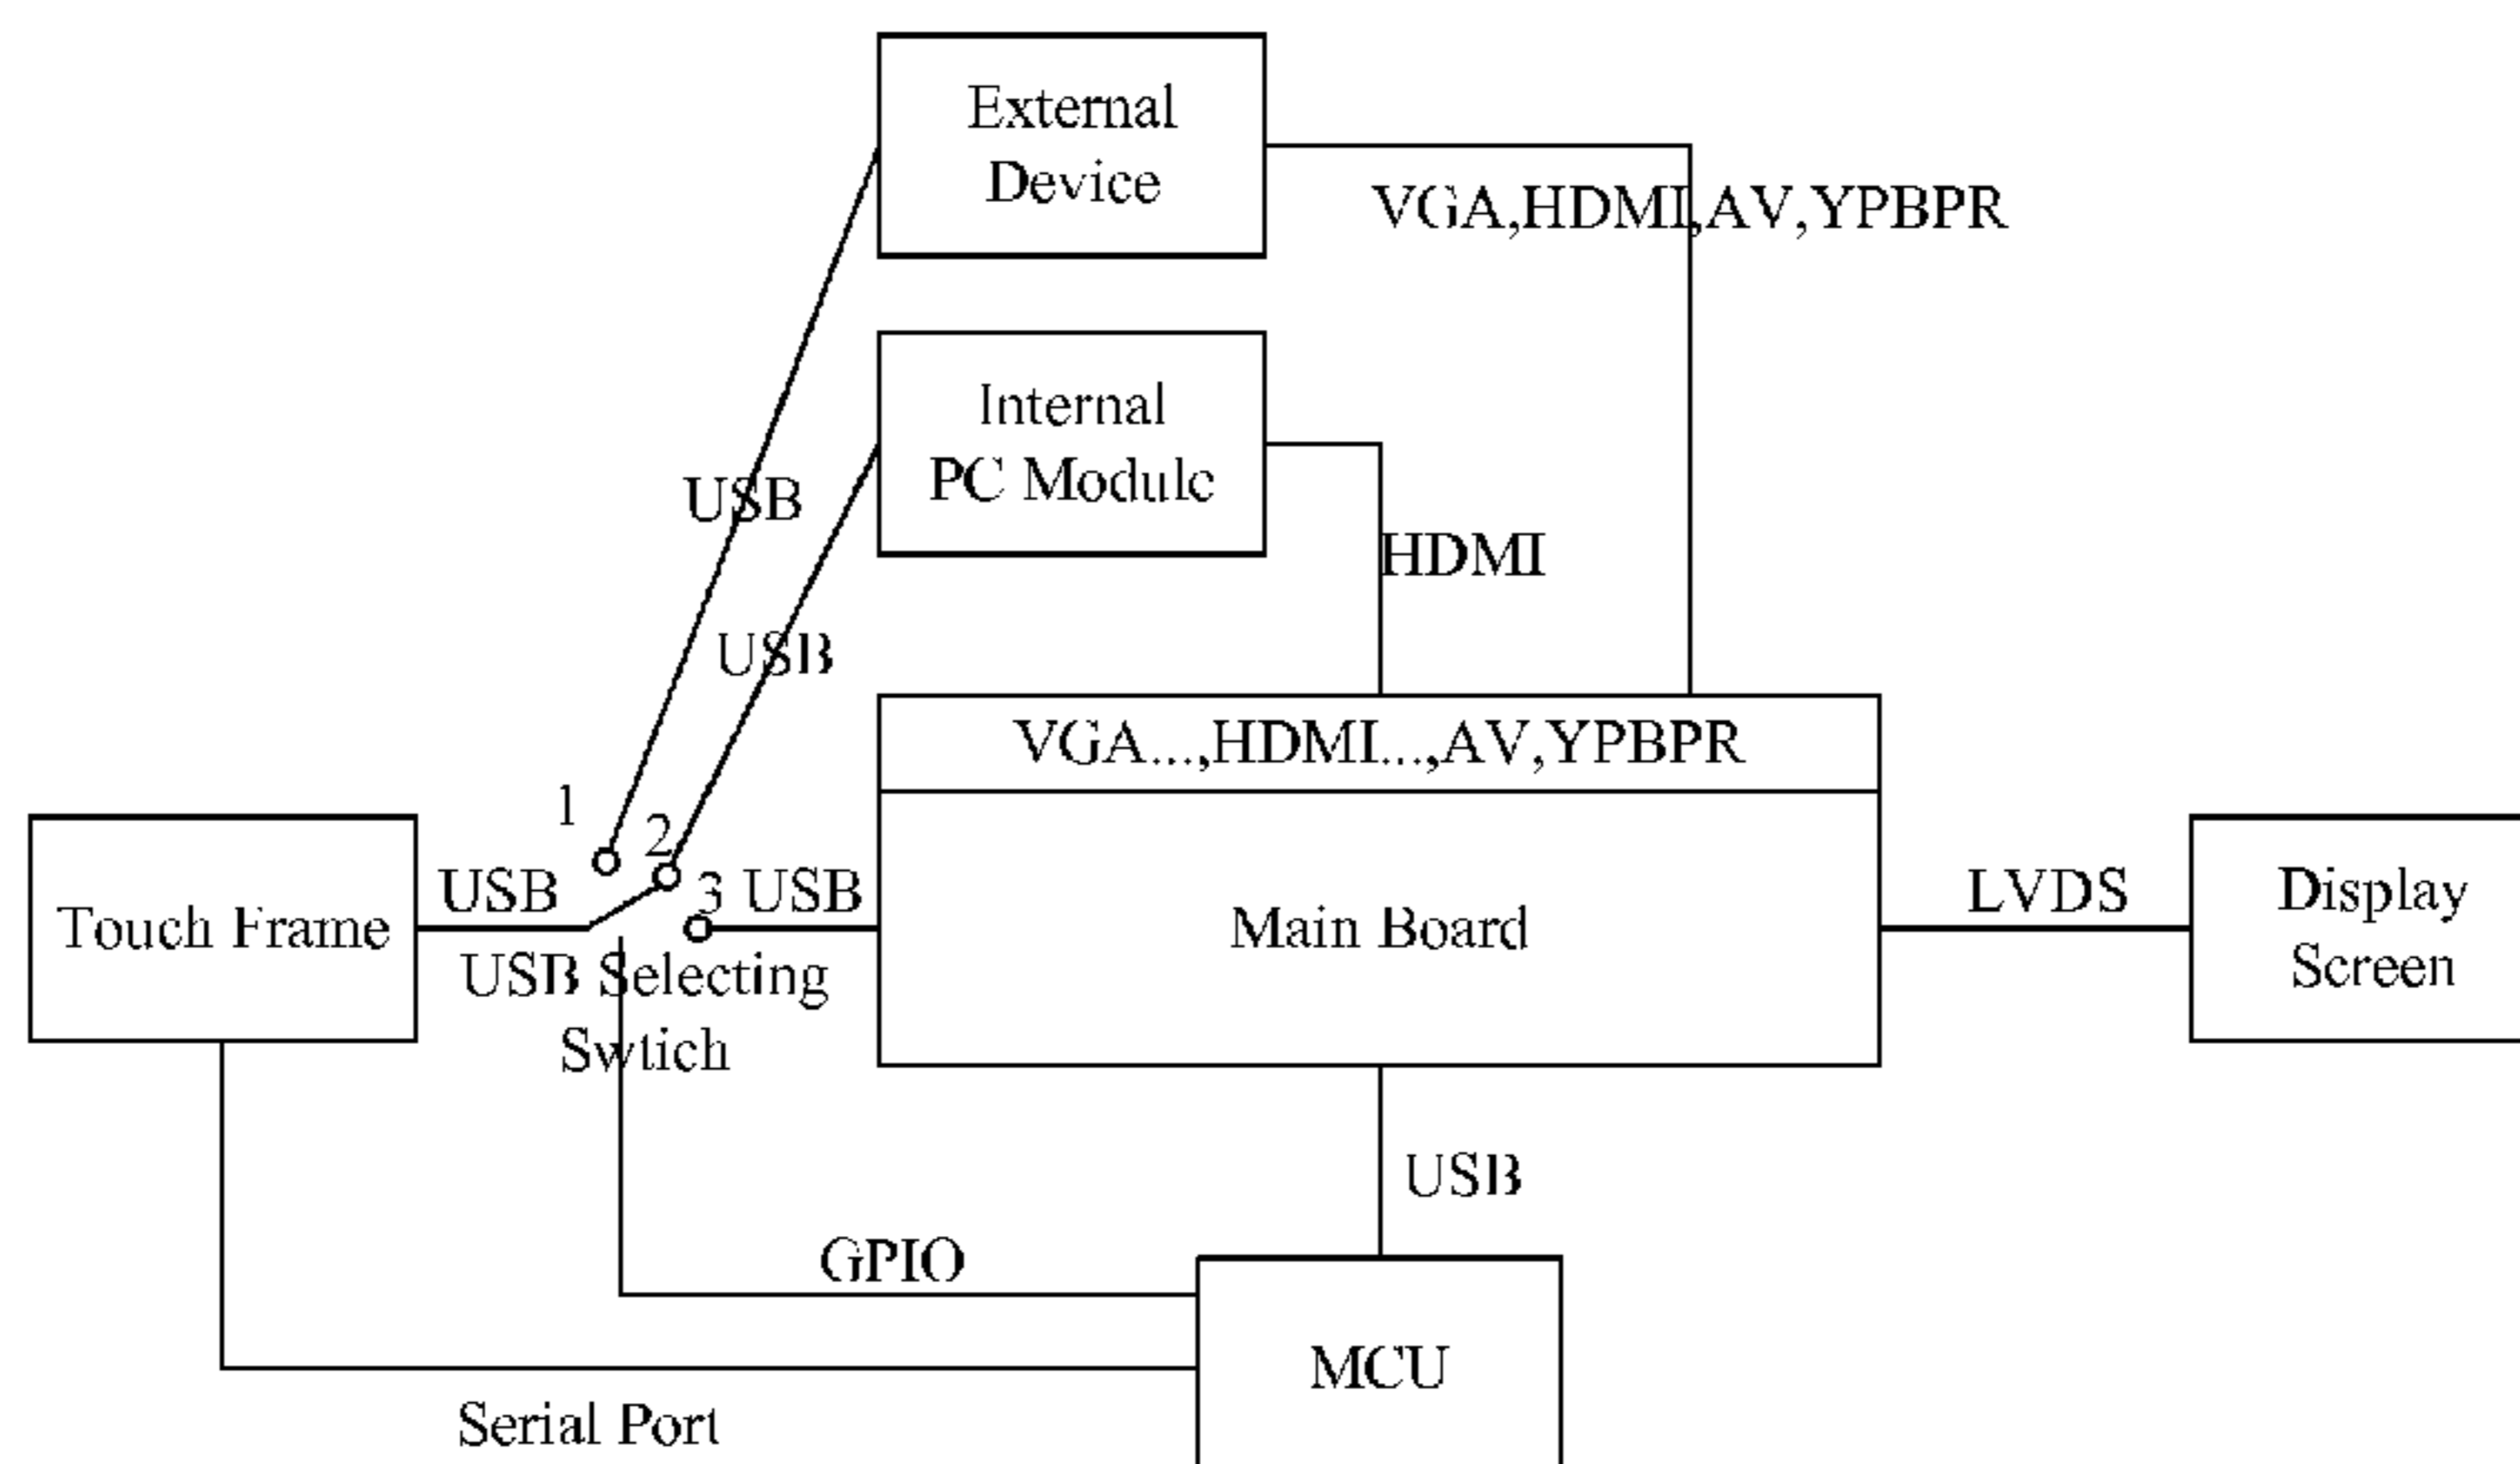 External
Device
VGA,HDMI,AV,YPBPR
Internal
PC Module
USB
HDMI
USB
VGA...,HDMI...,AV,YPBPR
1
2
3
USB
USB
Touch Frame
Main Board
LVDS
Display
Screen
USB Selecting
Swtich
USB
GPIO
MCU
Serial Port